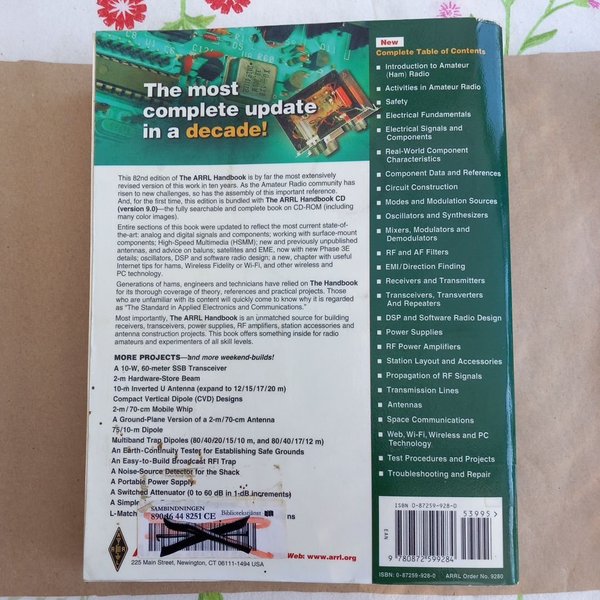 The most
complete update
in a decade!
This 82nd edition of The ARRL Handbook is by far the most extensively
revised version of this work in ten years. As the Amateur Radio community has
risen to new challenges, so has the assembly of this important reference.
And, for the first time, this edition is bundled with The ARRL Handbook CD
(version 9.0)—the fully searchable and complete book on CD-ROM (including
many color images).
Entire sections of this book were updated to reflect the most current state-of-
the-art: analog and digital signals and components; working with surface-mount
components; High-Speed Multimedia (HSMM); new and previously unpublished
antennas, and advice on baluns; satellites and EME, now with new Phase 3E
details; oscillators, DSP and software radio design; a new, chapter with useful
Internet tips for hams, Wireless Fidelity or Wi-Fi, and other wireless and
PC technology.
Generations of hams, engineers and technicians have relied on The Handbook
for its thorough coverage of theory, references and practical projects. Those
who are unfamiliar with its content will quickly come to know why it is regarded
as "The Standard in Applied Electronics and Communications."
Most importantly, The ARRL Handbook is an unmatched source for building
receivers, transceivers, power supplies, RF amplifiers, station accessories and
antenna construction projects. This book offers something inside for radio
amateurs and experimenters of all skill levels.
MORE PROJECTS—and more weekend-builds!
A 10-W, 60-meter SSB Transceiver
2-m Hardware-Store Beam
10-m Inverted U Antenna (expand to 12/15/17/20 m)
Compact Vertical Dipole (CVD) Designs
2-m/70-cm Mobile Whip
A Ground-Plane Version of a 2-m/70-cm Antenna
75/10-m Dipole
Multiband Trap Dipoles (80/40/20/15/10 m, and 80/40/17/12 m)
An Earth-Continuity Tester for Establishing Safe Grounds
An Easy-to-Build Broadcast RFI Trap
A Noise-Source Detector for the Shack
A Portable Power Supply
A Switched Attenuator (0 to 60 dB in 1-dB increments)
A Simple
L-Match
SAMBINDNINGEN
Bibliotekstjänst
89046 44 8251 CE
Web: www.arrl.org
225 Main Street, Newington, CT 06111-1494 USA
New
Complete Table of Contents
■ Introduction to Amateur
(Ham) Radio
■ Activities in Amateur Radio
■ Safety
■ Electrical Fundamentals
■ Electrical Signals and
Components
■ Real-World Component
Characteristics
■ Component Data and References
■ Circuit Construction
■ Modes and Modulation Sources
■ Oscillators and Synthesizers
■ Mixers, Modulators and
Demodulators
■ RF and AF Filters
■ EMI/Direction Finding
■ Receivers and Transmitters
■ Transceivers, Transverters
And Repeaters
■ DSP and Software Radio Design
■ Power Supplies
■ RF Power Amplifiers
■ Station Layout and Accessories
■ Propagation of RF Signals
■ Transmission Lines
■ Antennas
■ Space Communications
■ Web, Wi-Fi, Wireless and PC
Technology
■ Test Procedures and Projects
■ Troubleshooting and Repair
ISBN 0-87259-928-0
53995>
EAN
9780872599284
ISBN: 0-87259-928-0 ARRL Order No. 9280